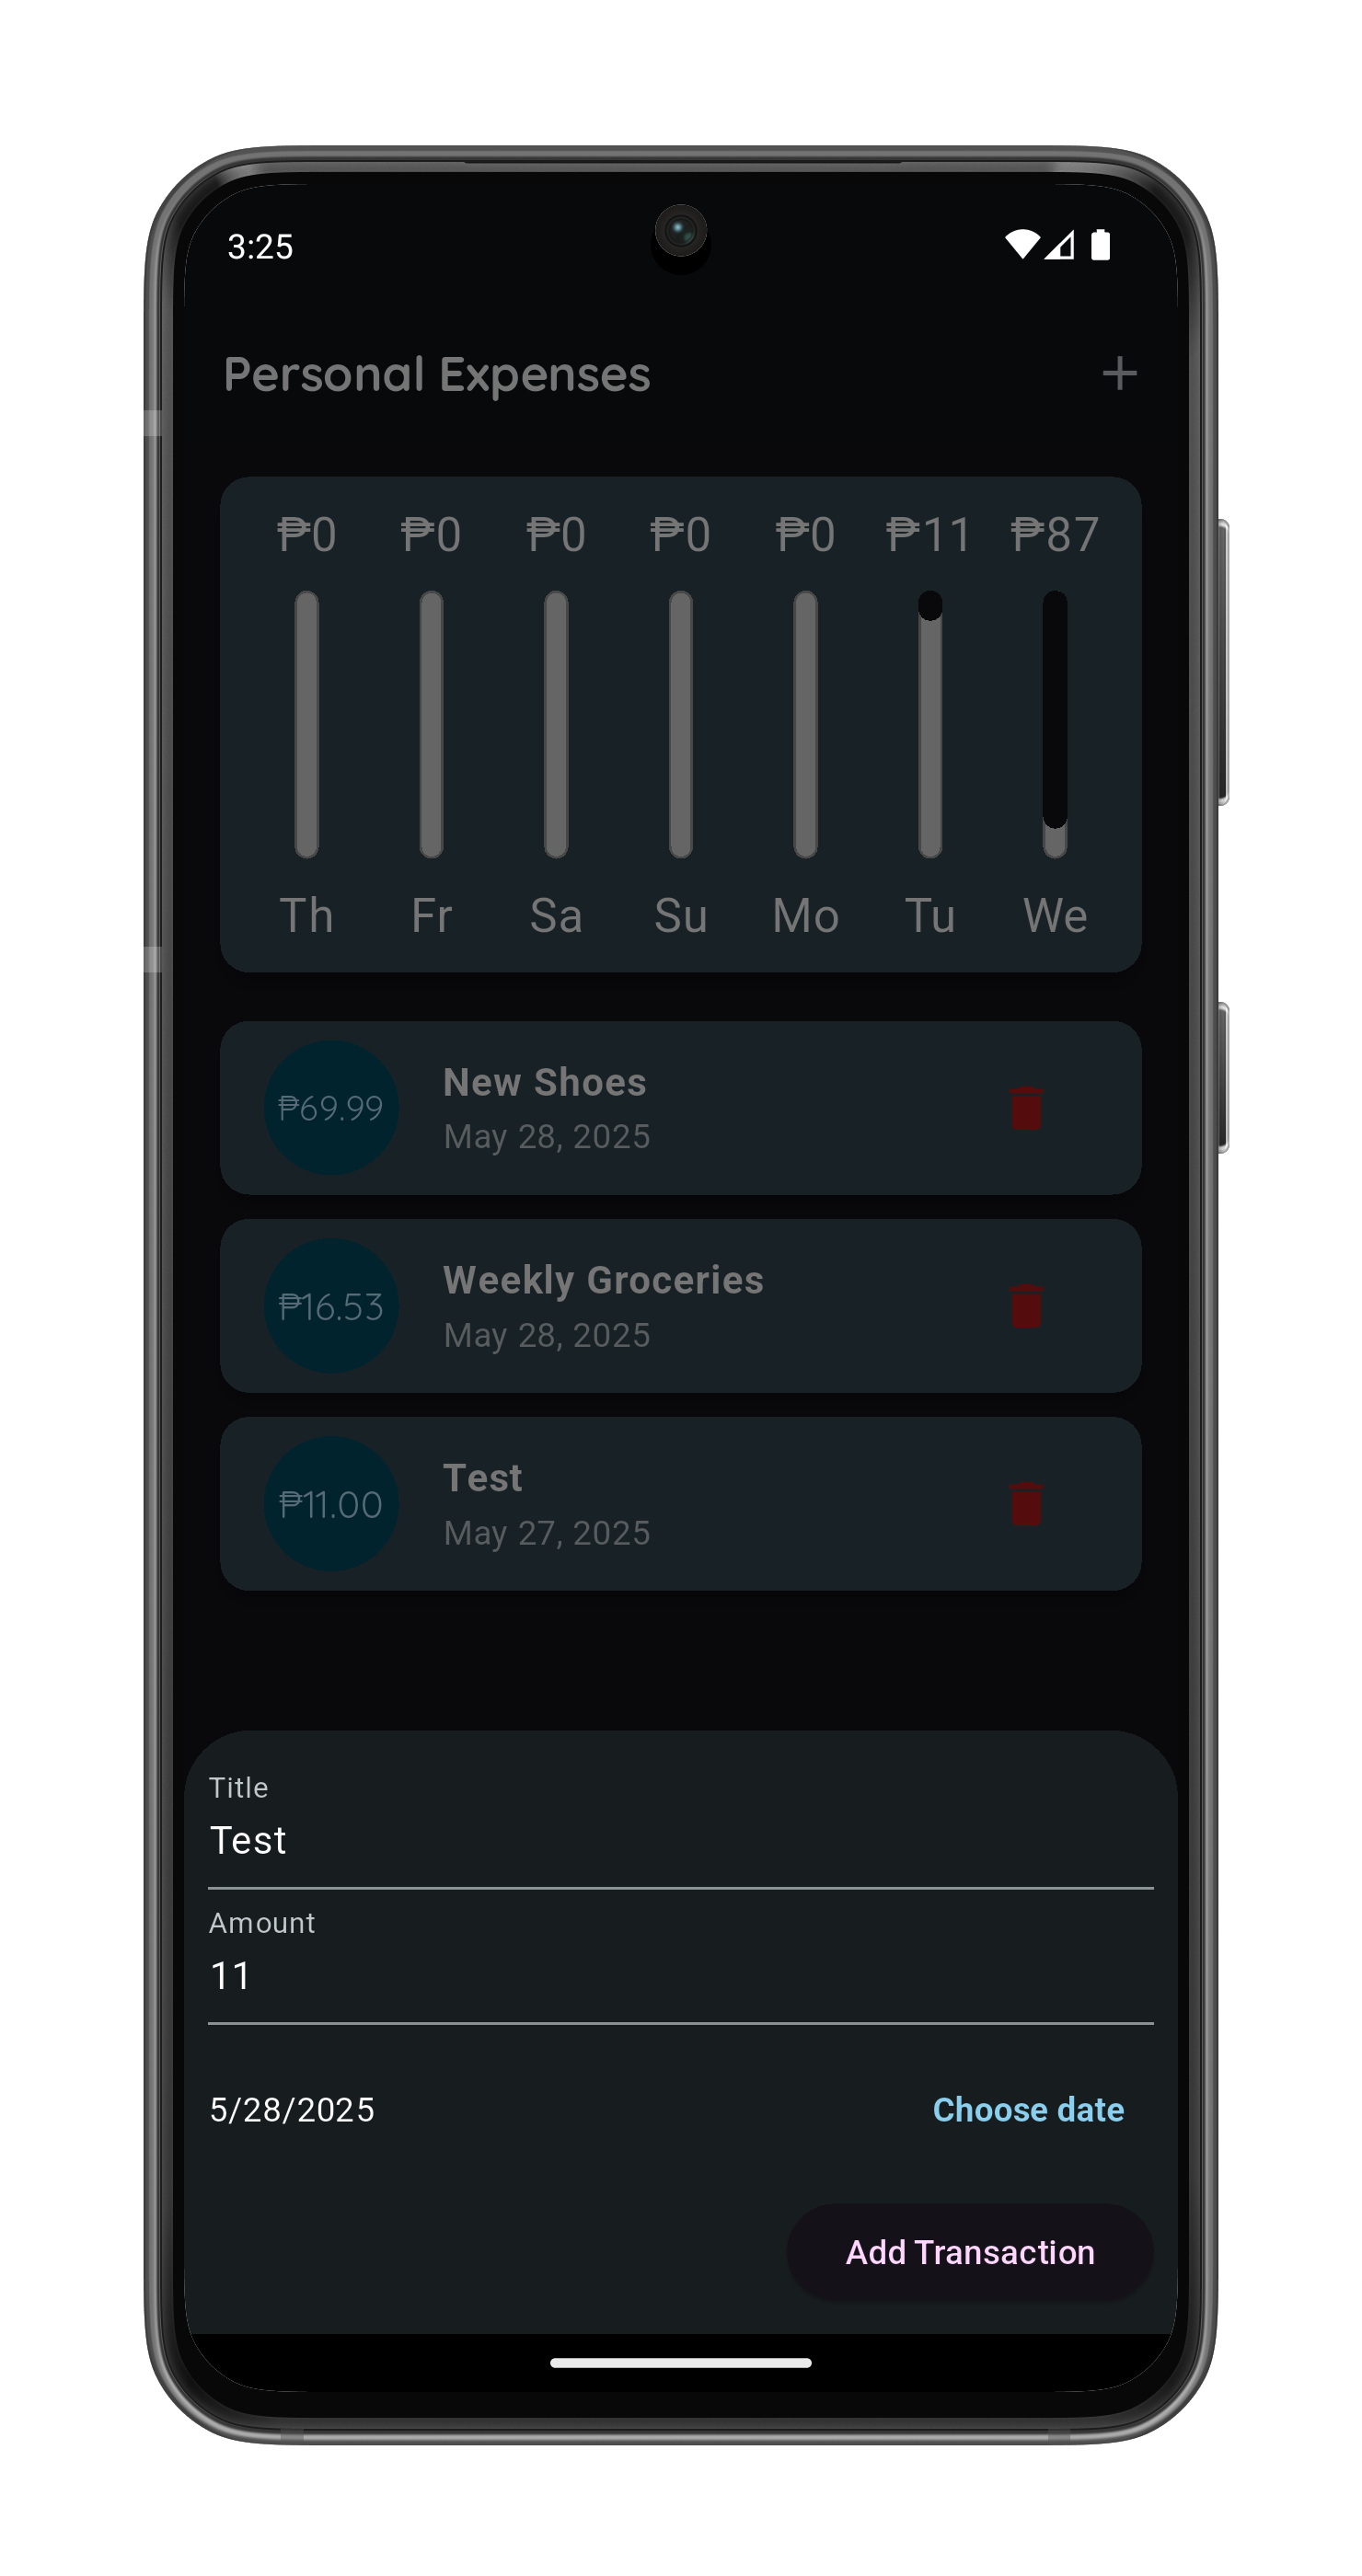 3:25
Personal Expenses +
₱0 ₱0 ₱0 ₱0 ₱0 ₱11 ₱87
Th Fr Sa Su Mo Tu We
₱69.99 New Shoes
May 28, 2025
₱16.53 Weekly Groceries
May 28, 2025
₱11.00 Test
May 27, 2025
Title
Test
Amount
11
5/28/2025 Choose date
Add Transaction